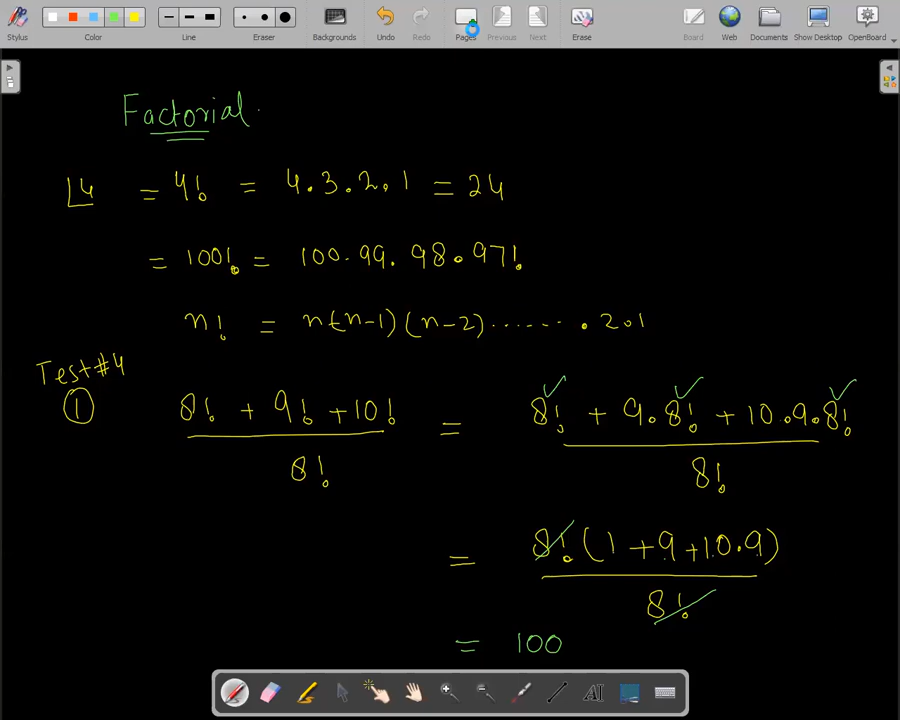 Stylus Color Line Eraser Backgrounds Undo Redo Pages Previous Next Erase Board Web Documents Show Desktop OpenBoard
Factorial.
⌊4 = 4! = 4.3.2.1 = 24
= 100! = 100.99.98.97!
n! = n(n-1)(n-2)........2.1
Test#4
① 8! + 9! + 10! / 8! = 8! + 9.8! + 10.9.8! / 8!
= 8!(1+9+10.9) / 8!
= 100